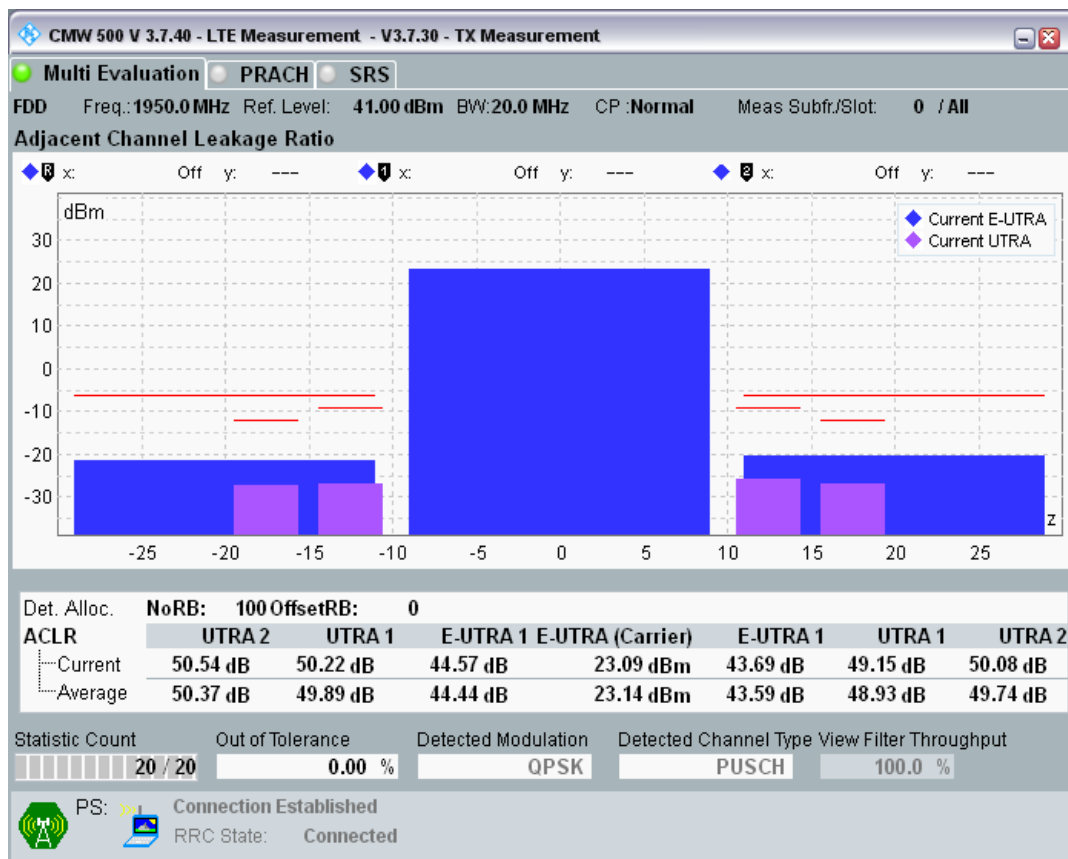 CMW 500 V 3.7.40 - LTE Measurement - V3.7.30 - TX Measurement
Multi Evaluation PRACH SRS
FDD Freq.:1950.0 MHz Ref. Level: 41.00 dBm BW:20.0 MHz CP :Normal Meas Subfr./Slot: 0 / All
Adjacent Channel Leakage Ratio
R x: Off y: --- 1 x: Off y: --- 2 x: Off y: ---
dBm
Current E-UTRA
Current UTRA
30
20
10
0
-10
-20
-30
z
-25 -20 -15 -10 -5 0 5 10 15 20 25
Det. Alloc. NoRB: 100 OffsetRB: 0
ACLR UTRA 2 UTRA 1 E-UTRA 1 E-UTRA (Carrier) E-UTRA 1 UTRA 1 UTRA 2
Current 50.54 dB 50.22 dB 44.57 dB 23.09 dBm 43.69 dB 49.15 dB 50.08 dB
Average 50.37 dB 49.89 dB 44.44 dB 23.14 dBm 43.59 dB 48.93 dB 49.74 dB
Statistic Count Out of Tolerance Detected Modulation Detected Channel Type View Filter Throughput
20 / 20 0.00 % QPSK PUSCH 100.0 %
PS: Connection Established
RRC State: Connected